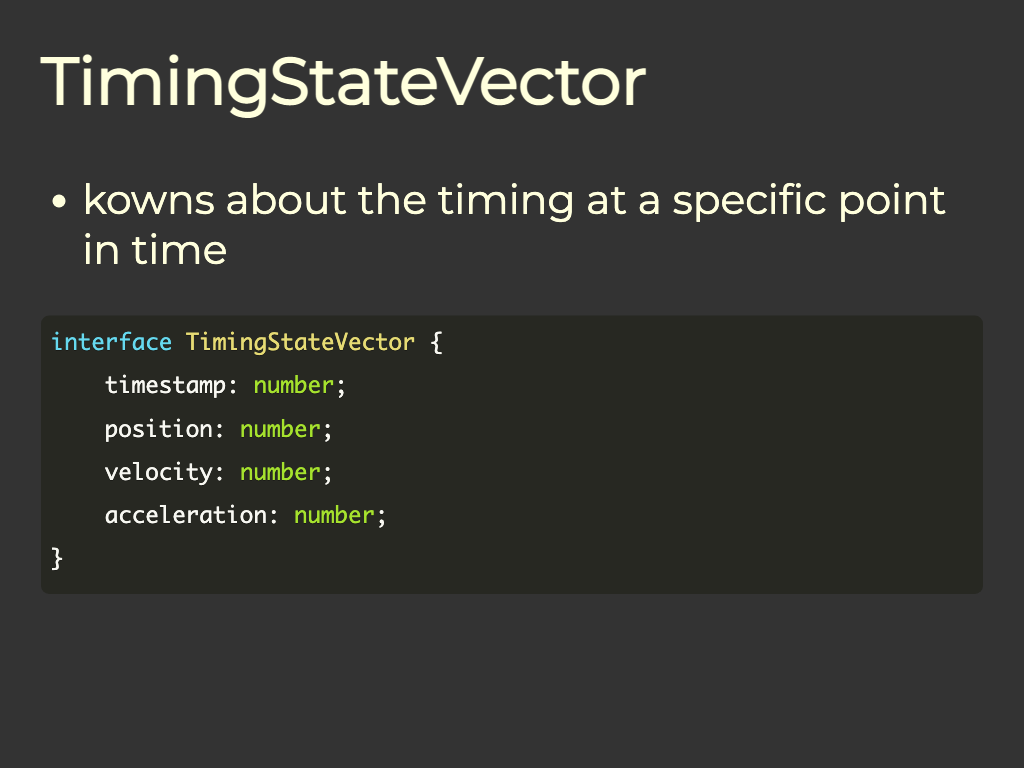 TimingStateVector
• kowns about the timing at a specific point
in time
interface TimingStateVector {
    timestamp: number;
    position: number;
    velocity: number;
    acceleration: number;
}